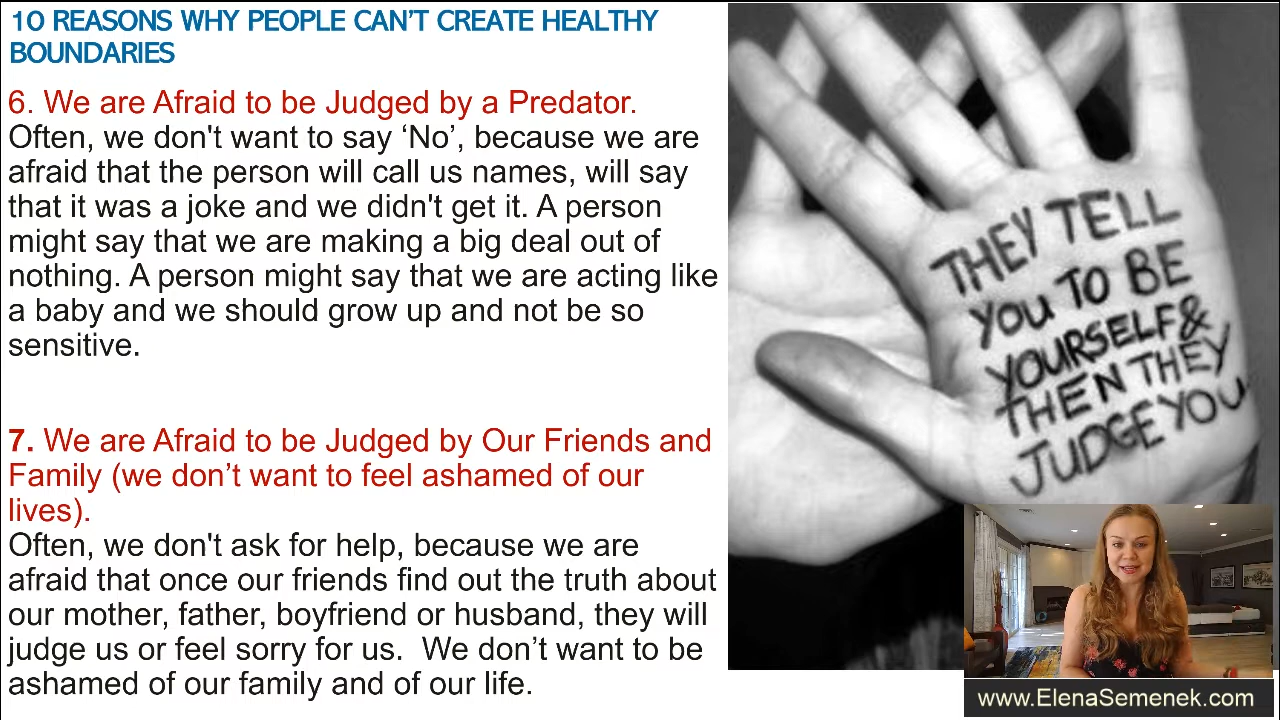 10 REASONS WHY PEOPLE CAN’T CREATE HEALTHY
BOUNDARIES
6. We are Afraid to be Judged by a Predator.
Often, we don't want to say ‘No’, because we are
afraid that the person will call us names, will say
that it was a joke and we didn't get it. A person
might say that we are making a big deal out of
nothing. A person might say that we are acting like
a baby and we should grow up and not be so
sensitive.
7. We are Afraid to be Judged by Our Friends and
Family (we don’t want to feel ashamed of our
lives).
Often, we don't ask for help, because we are
afraid that once our friends find out the truth about
our mother, father, boyfriend or husband, they will
judge us or feel sorry for us.  We don’t want to be
ashamed of our family and of our life.
THEY TELL
YOU TO BE
YOURSELF&
THEN THEY
JUDGE YOU
www.ElenaSemenek.com